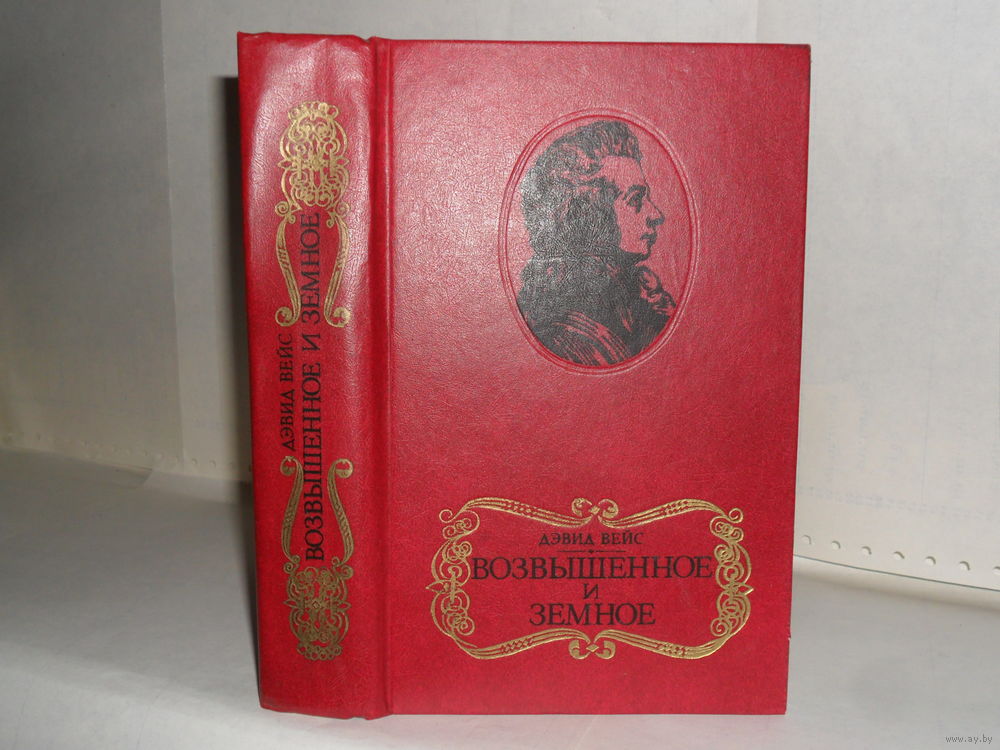 ДЭВИД ВЕЙС
ВОЗВЫШЕННОЕ И ЗЕМНОЕ
ДЭВИД ВЕЙС
ВОЗВЫШЕННОЕ
И
ЗЕМНОЕ
www.ay.by